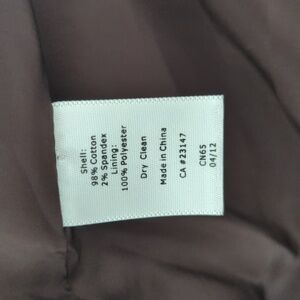 Shell:
98% Cotton
2% Spandex
Lining:
100% Polyester
Dry Clean
Made in China
CA #23147
CN65
04/12